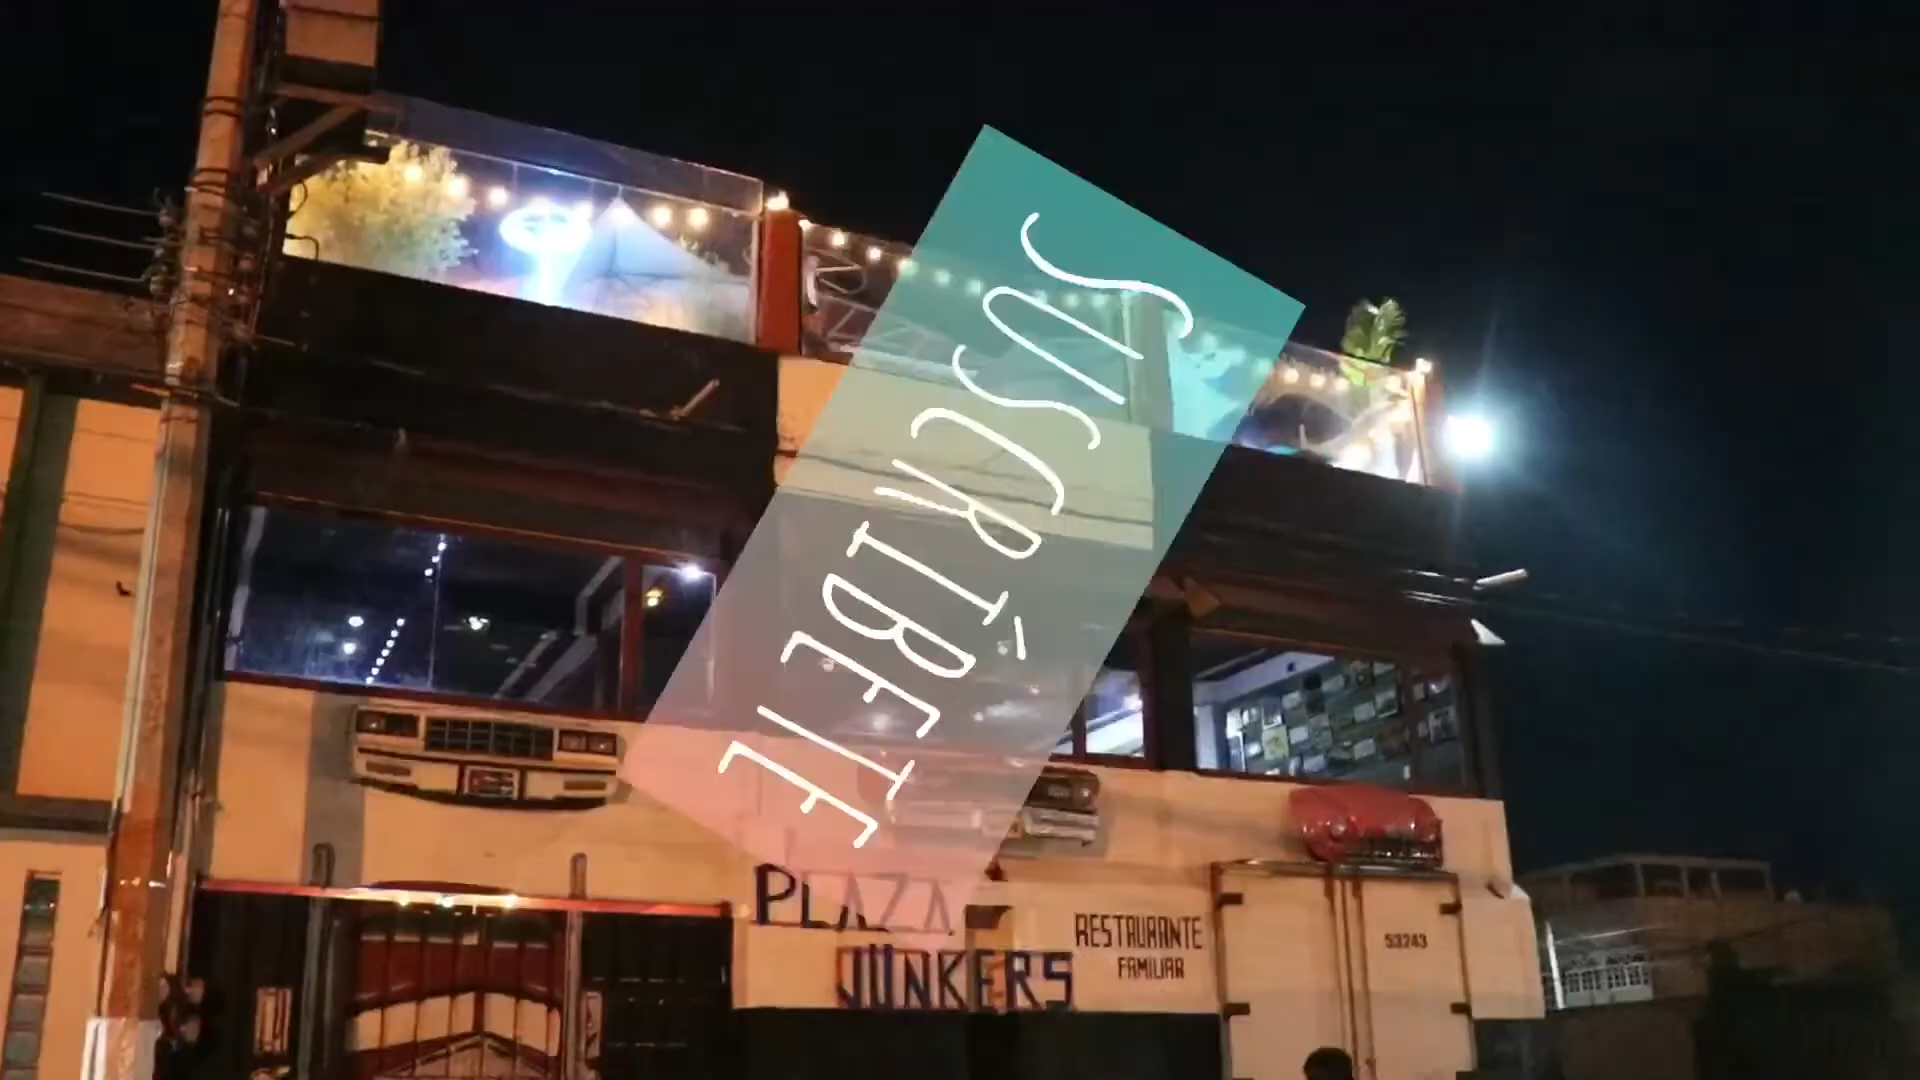 SUSCRÍBETE
PLAZA
JUNKERS
RESTAURANTE
FAMILIAR
53243